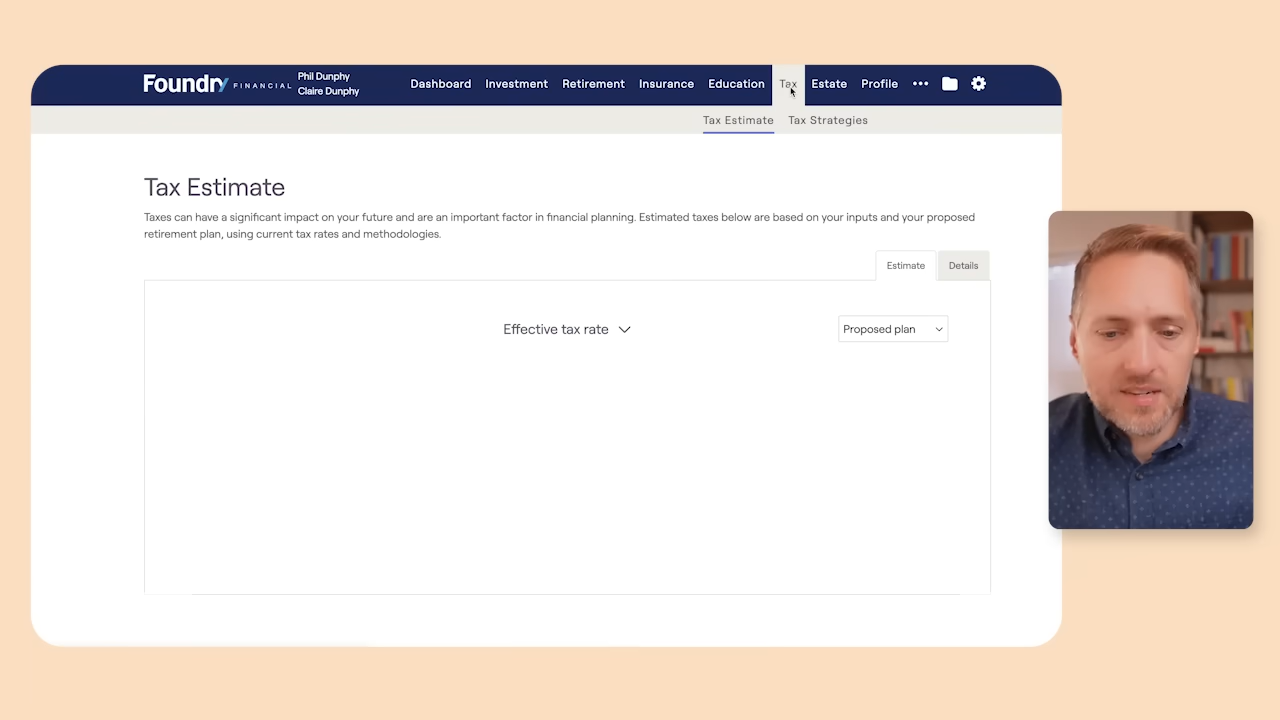 Foundry FINANCIAL
Phil Dunphy
Claire Dunphy
Dashboard Investment Retirement Insurance Education Tax Estate Profile
Tax Estimate Tax Strategies
Tax Estimate
Taxes can have a significant impact on your future and are an important factor in financial planning. Estimated taxes below are based on your inputs and your proposed
retirement plan, using current tax rates and methodologies.
Estimate Details
Effective tax rate Proposed plan